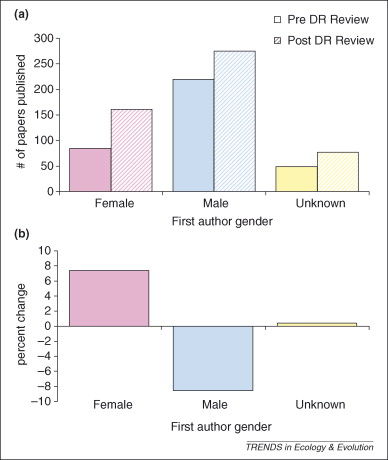 (a)
Pre DR Review
Post DR Review
# of papers published
300
250
200
150
100
50
0
Female Male Unknown
First author gender
(b)
percent change
10
8
6
4
2
0
−2
−4
−6
−8
−10
Female Male Unknown
First author gender
TRENDS in Ecology & Evolution